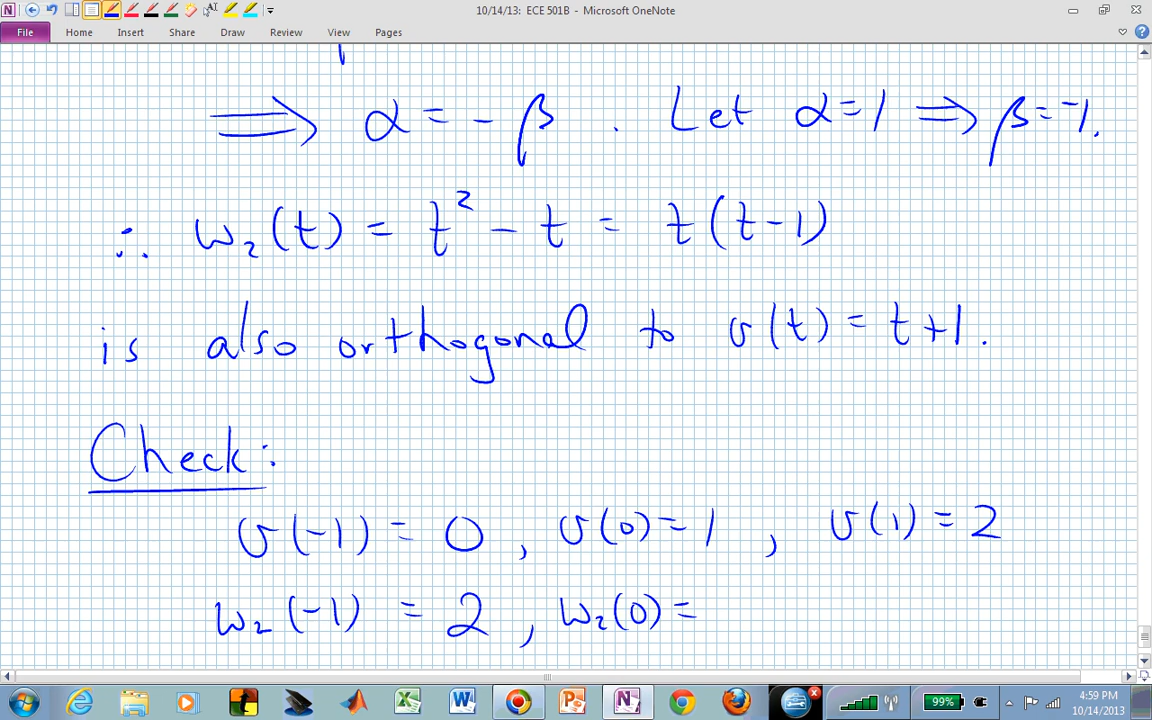 10/14/13: ECE 501B - Microsoft OneNote
File Home Insert Share Draw Review View Pages
⟹ α = - β . Let α=1 ⟹ β=-1.
∴ w₂(t) = t² - t = t(t-1)
is also orthogonal to v(t) = t+1.
Check:
v(-1) = 0, v(0)=1, v(1) = 2
w₂(-1) = 2, w₂(0) =
99% 4:59 PM
10/14/2013